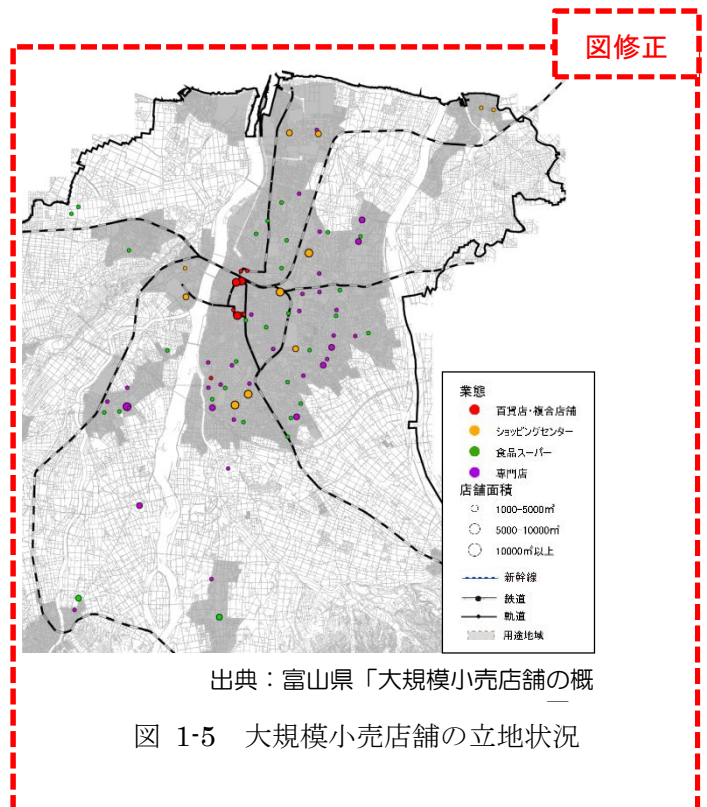 図修正
業態
百貨店・複合店舗
ショッピングセンター
食品スーパー
専門店
店舗面積
1000-5000㎡
5000-10000㎡
10000㎡以上
新幹線
鉄道
軌道
用途地域
出典：富山県「大規模小売店舗の概
図 1-5 大規模小売店舗の立地状況